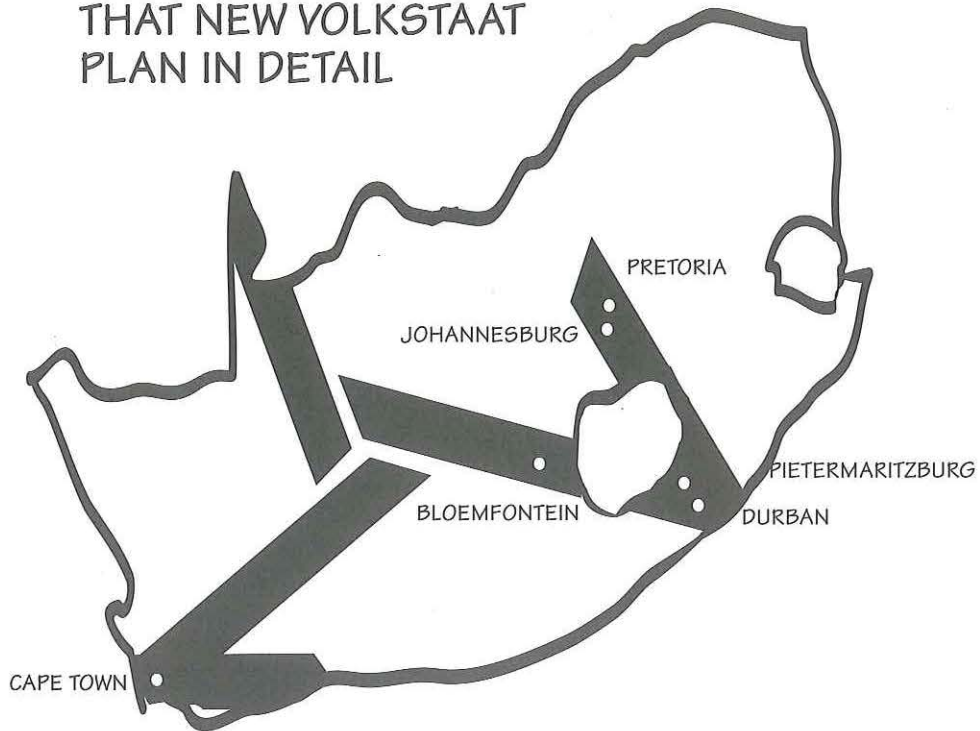 THAT NEW VOLKSTAAT
PLAN IN DETAIL
PRETORIA
JOHANNESBURG
PIETERMARITZBURG
BLOEMFONTEIN
DURBAN
CAPE TOWN